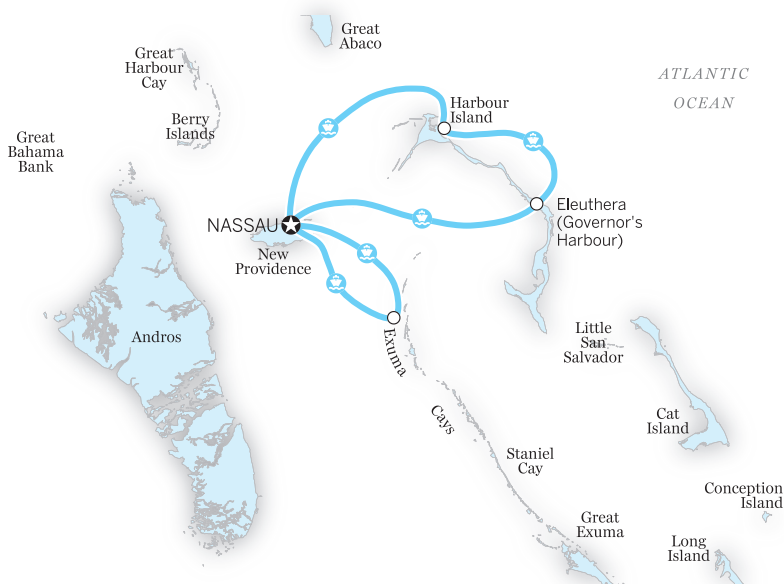 Great
Abaco
Great
Harbour
Cay
ATLANTIC
OCEAN
Berry
Islands
Harbour
Island
Great
Bahama
Bank
Eleuthera
(Governor's
Harbour)
NASSAU
New
Providence
Andros
Exuma
Cays
Little
San
Salvador
Cat
Island
Staniel
Cay
Conception
Island
Great
Exuma
Long
Island